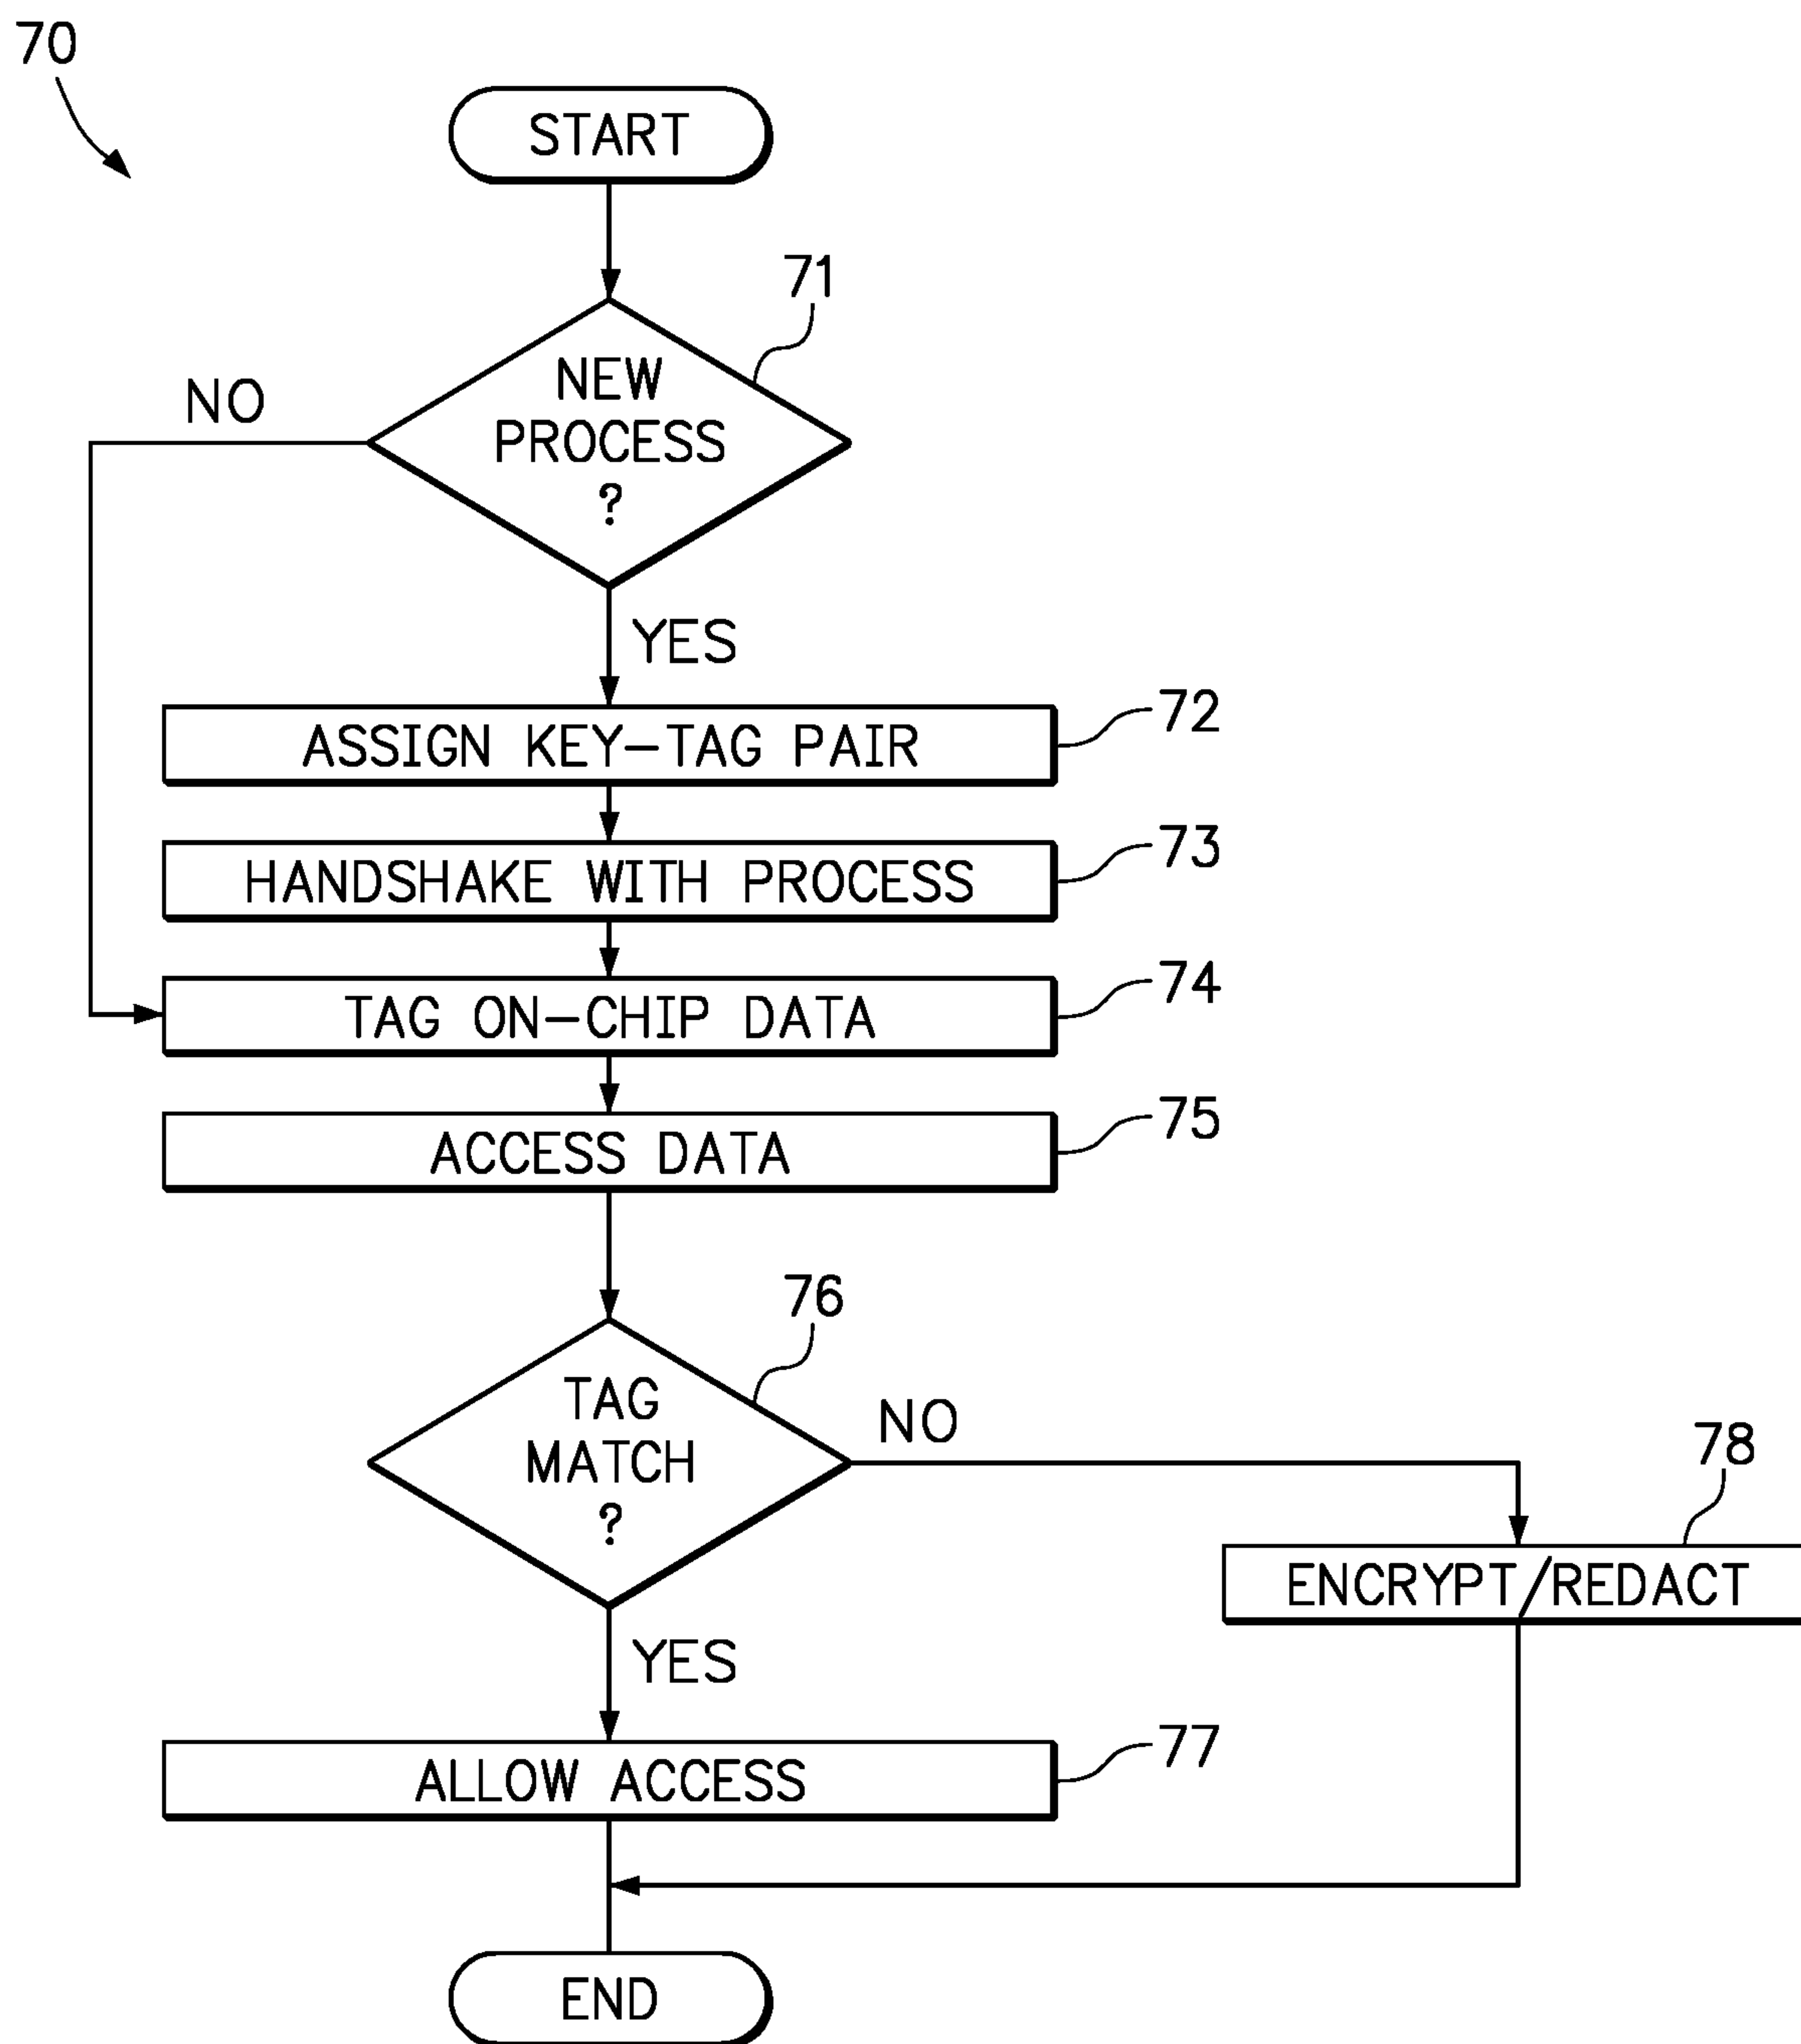 70
START
71
NEW
PROCESS
?
NO
YES
72
ASSIGN KEY-TAG PAIR
73
HANDSHAKE WITH PROCESS
74
TAG ON-CHIP DATA
75
ACCESS DATA
76
TAG
MATCH
?
NO
78
ENCRYPT/REDACT
YES
77
ALLOW ACCESS
END